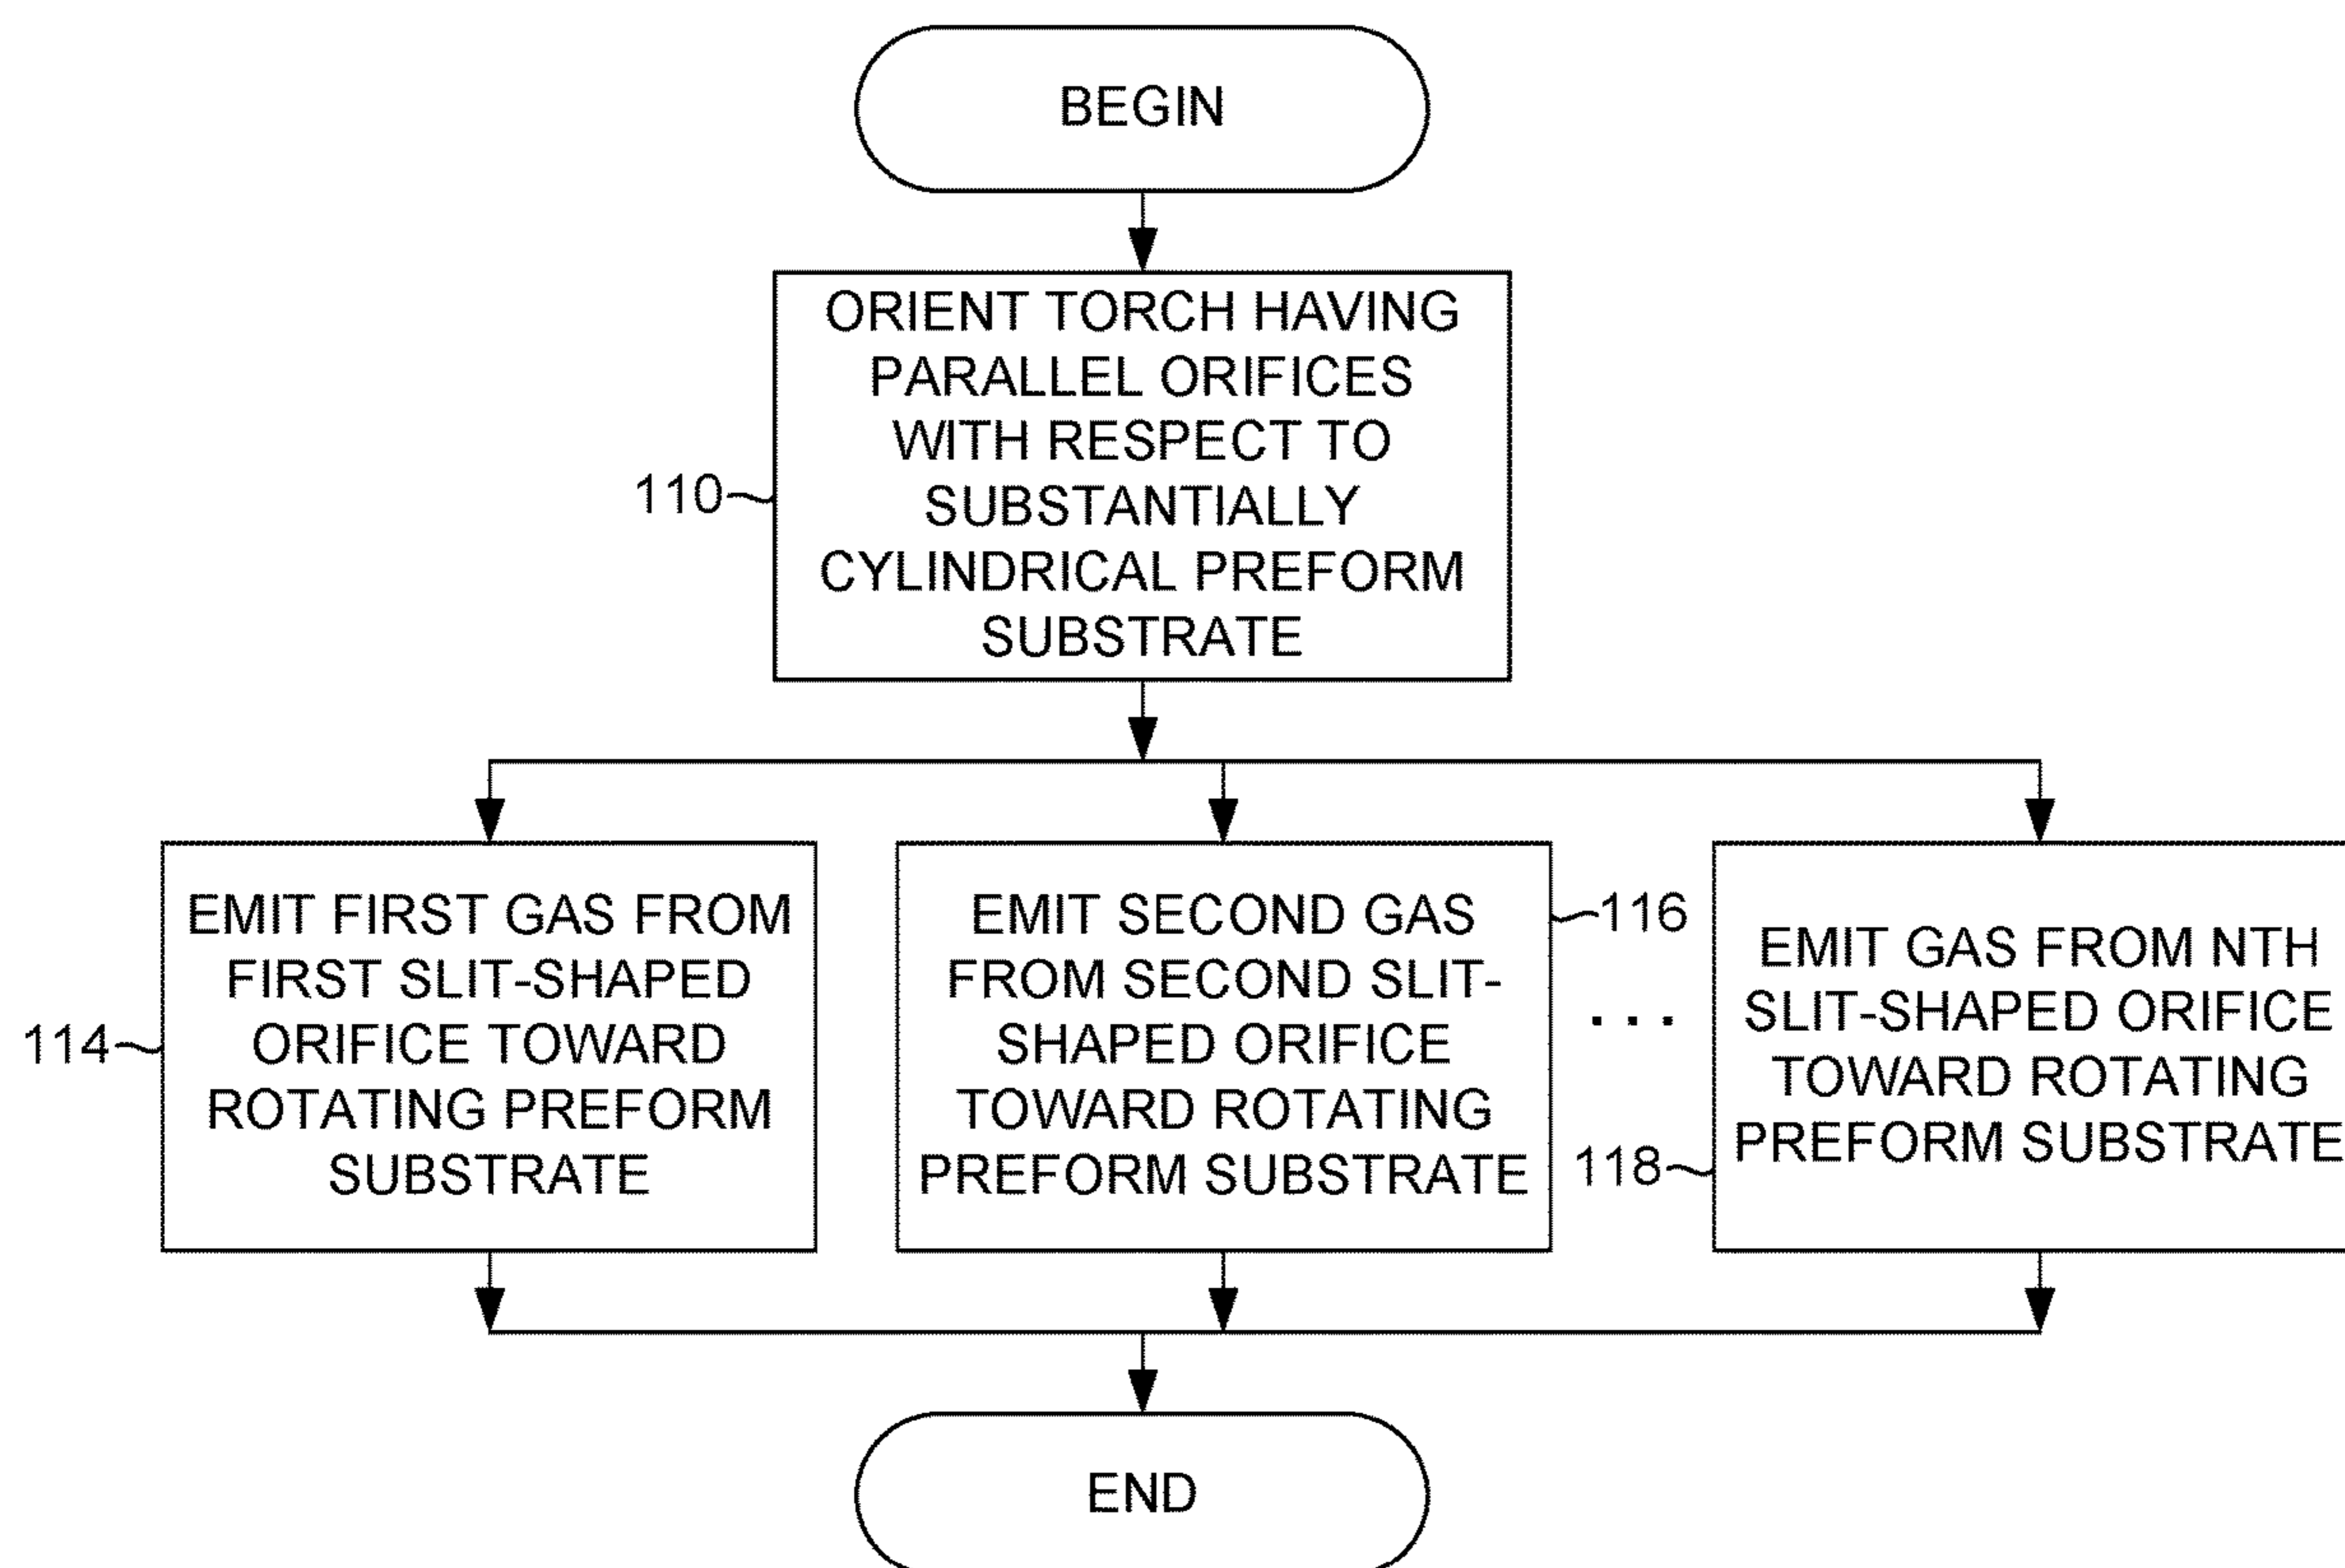 BEGIN
ORIENT TORCH HAVING
PARALLEL ORIFICES
WITH RESPECT TO
SUBSTANTIALLY
CYLINDRICAL PREFORM
SUBSTRATE
110
EMIT FIRST GAS FROM
FIRST SLIT-SHAPED
ORIFICE TOWARD
ROTATING PREFORM
SUBSTRATE
114
EMIT SECOND GAS
FROM SECOND SLIT-
SHAPED ORIFICE
TOWARD ROTATING
PREFORM SUBSTRATE
116
. . .
EMIT GAS FROM NTH
SLIT-SHAPED ORIFICE
TOWARD ROTATING
PREFORM SUBSTRATE
118
END